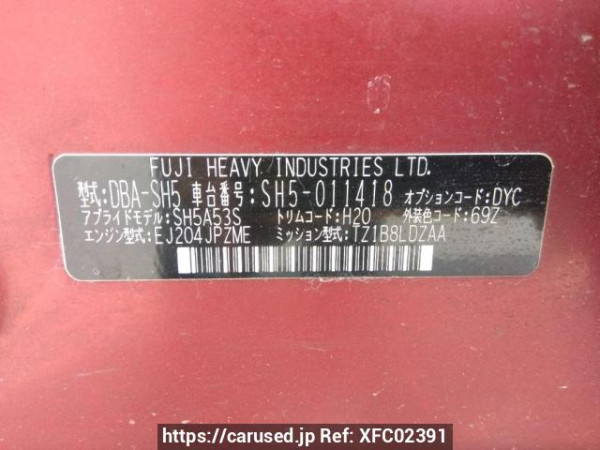 FUJI HEAVY INDUSTRIES LTD.
型式:DBA-SH5 車台番号:SH5-011418 オプションコード:DYC
アプライドモデル:SH5A53S トリムコード:H20 外装色コード:69Z
エンジン型式:EJ204JPZME ミッション型式:TZ1B8LDZAA
https://carused.jp Ref: XFC02391